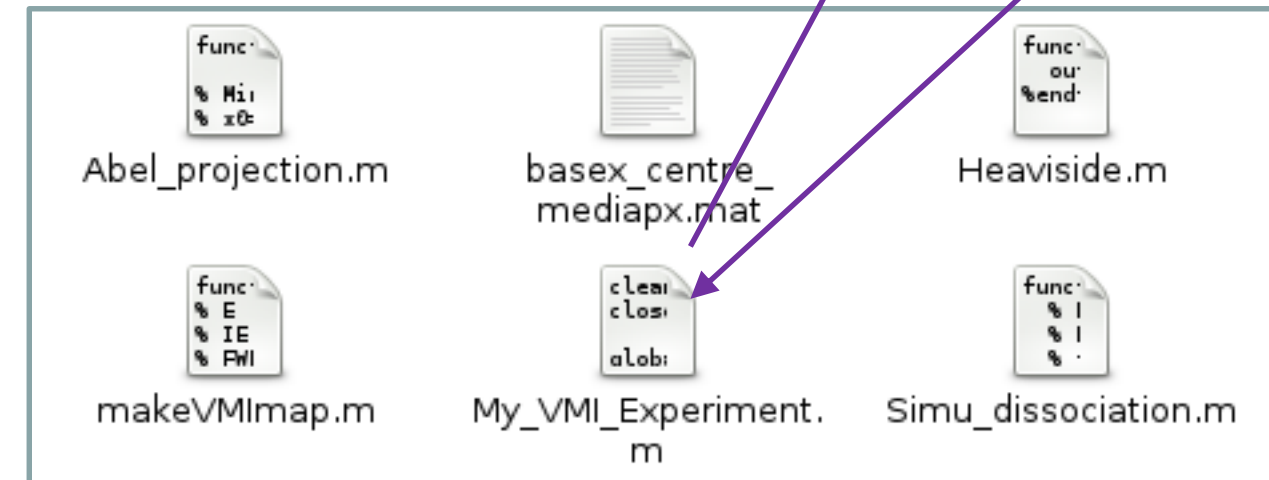 func
% Mi
% x0=
Abel_projection.m
basex_centre_
mediapx.mat
func
ou
%end
Heaviside.m
func
% E
% IE
% FWI
makeVMImap.m
clea
clos
glob
My_VMI_Experiment.
m
func
% |
% |
% .
Simu_dissociation.m